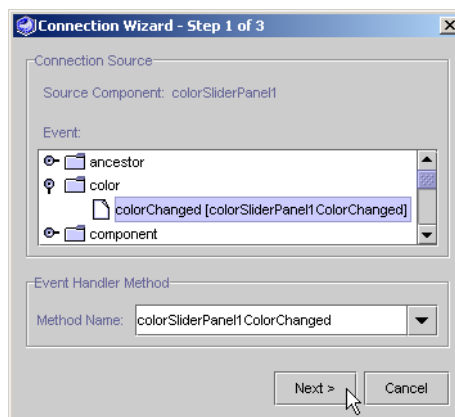 Connection Wizard - Step 1 of 3
Connection Source
Source Component: colorSliderPanel1
Event:
ancestor
color
colorChanged [colorSliderPanel1ColorChanged]
component
Event Handler Method
Method Name: colorSliderPanel1ColorChanged
Next >
Cancel